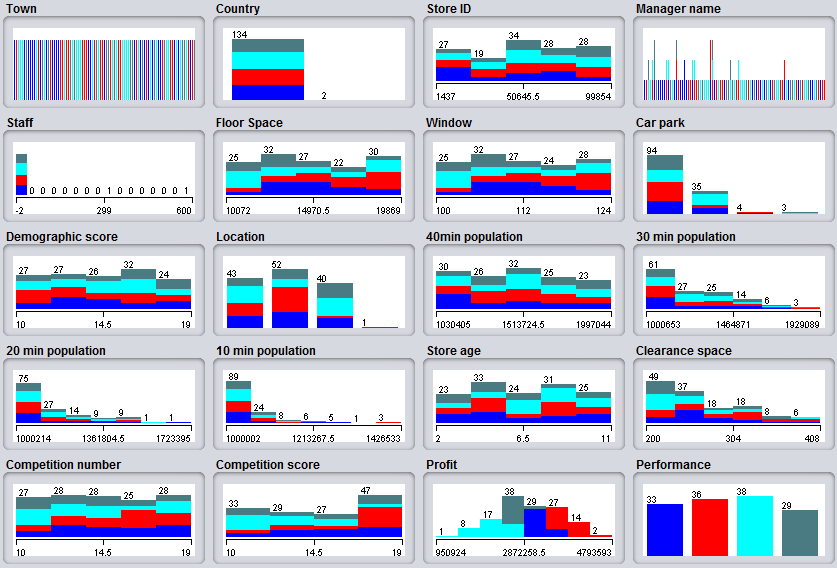 Town Country Store ID Manager name
134 2
27 19 34 28 28
1437 50645.5 99854
Staff Floor Space Window Car park
0 0 0 0 0 0 0 1 0 0 0 0 0 0 1
-2 299 600
25 32 27 22 30
10072 14970.5 19869
25 32 27 24 28
100 112 124
94 35 4 3
Demographic score Location 40min population 30 min population
27 27 26 32 24
10 14.5 19
43 52 40 1
30 26 32 25 23
1030405 1513724.5 1997044
61 27 25 14 6 3
1000653 1464871 1929089
20 min population 10 min population Store age Clearance space
75 27 14 9 9 1 1
1000214 1361804.5 1723395
89 24 8 6 5 1 3
1000002 1213267.5 1426533
23 33 24 31 25
2 6.5 11
49 37 18 18 8 6
200 304 408
Competition number Competition score Profit Performance
27 28 28 25 28
10 14.5 19
33 29 27 47
10 14.5 19
1 8 17 38 29 27 14 2
950924 2872258.5 4793593
33 36 38 29